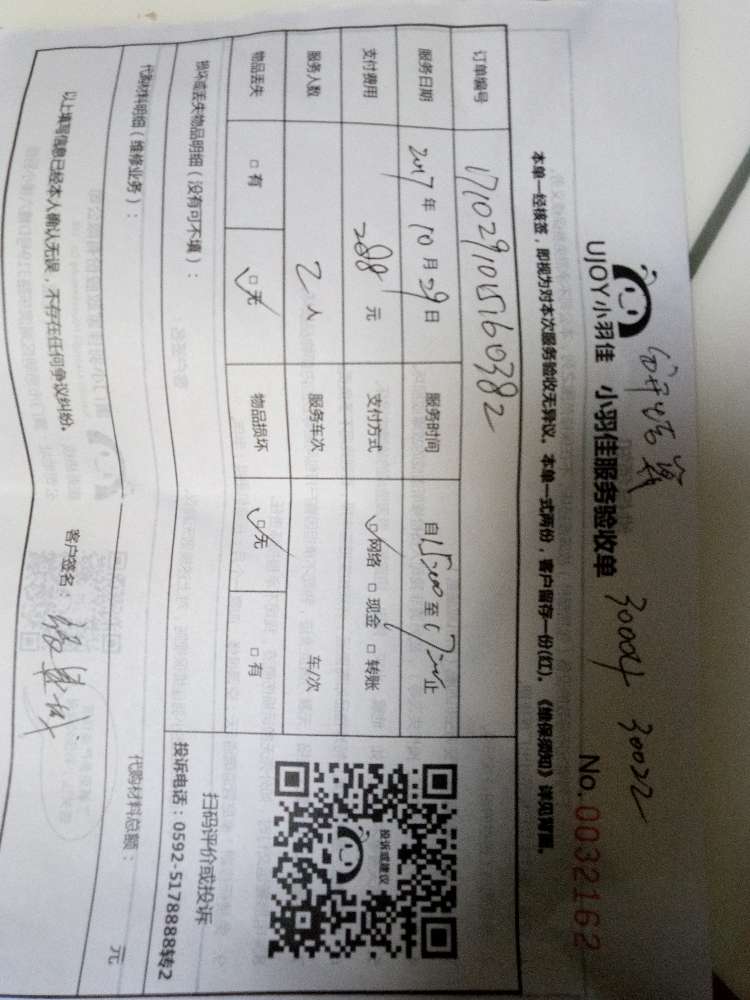 UJOY小羽佳 小羽佳服务验收单 30004 30022
No. 0032162
本单一经核签，即视为对本次服务验收无异议。本单一式两份，客户留存一份(红)。《维保须知》详见背面。
订单编号 1710291015160382
服务日期 2017年10月29日 服务时间 自15:00至17:00止
支付费用 288元 支付方式 ☑网络 □现金 □转账
服务人数 2人 服务车次 车/次
物品丢失 □有 ☑无 物品损坏 ☑无 □有
损坏或丢失物品明细（没有可不填）：
投诉或建议
扫码评价或投诉
投诉电话：0592-5178888转2
代购材料明细（维修业务）： 代购材料总额： 元
以上填写信息已经本人确认无误，不存在任何争议纠纷。 客户签名：